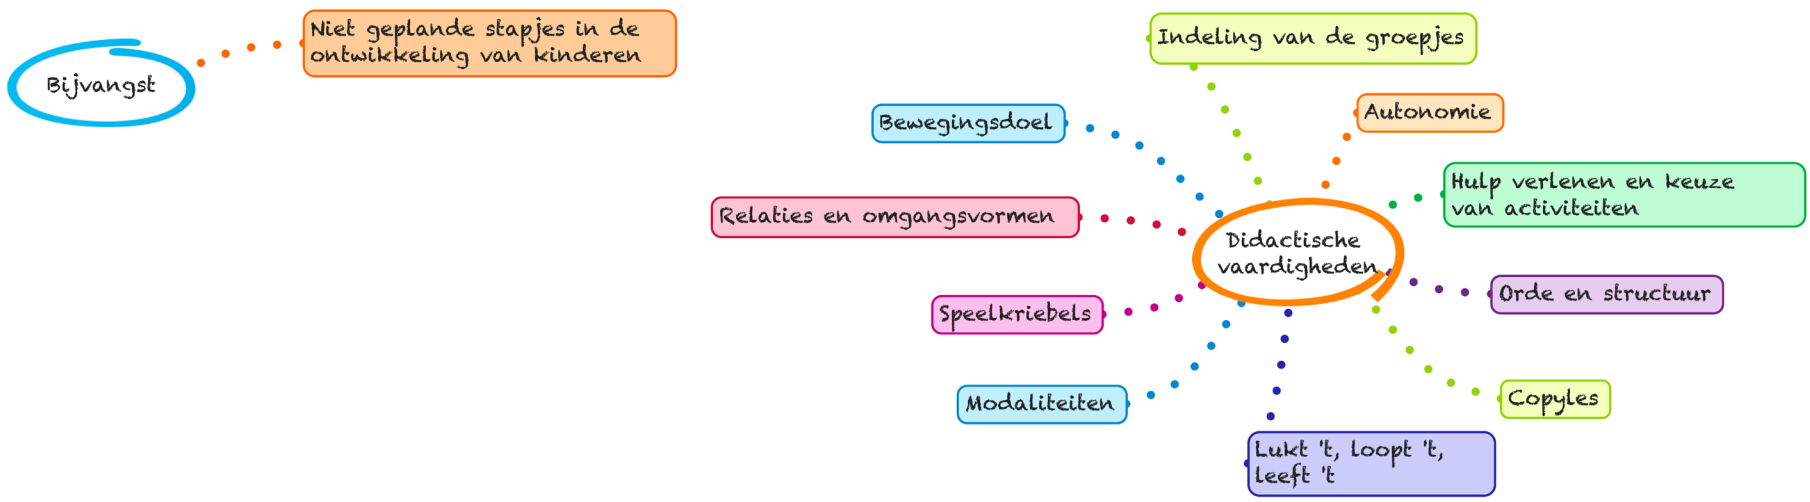 Bijvangst
Niet geplande stapjes in de
ontwikkeling van kinderen
Indeling van de groepjes
Autonomie
Bewegingsdoel
Hulp verlenen en keuze
van activiteiten
Relaties en omgangsvormen
Didactische
vaardigheden
Orde en structuur
Speelkriebels
Modaliteiten
Copyles
Lukt 't, loopt 't,
leeft 't